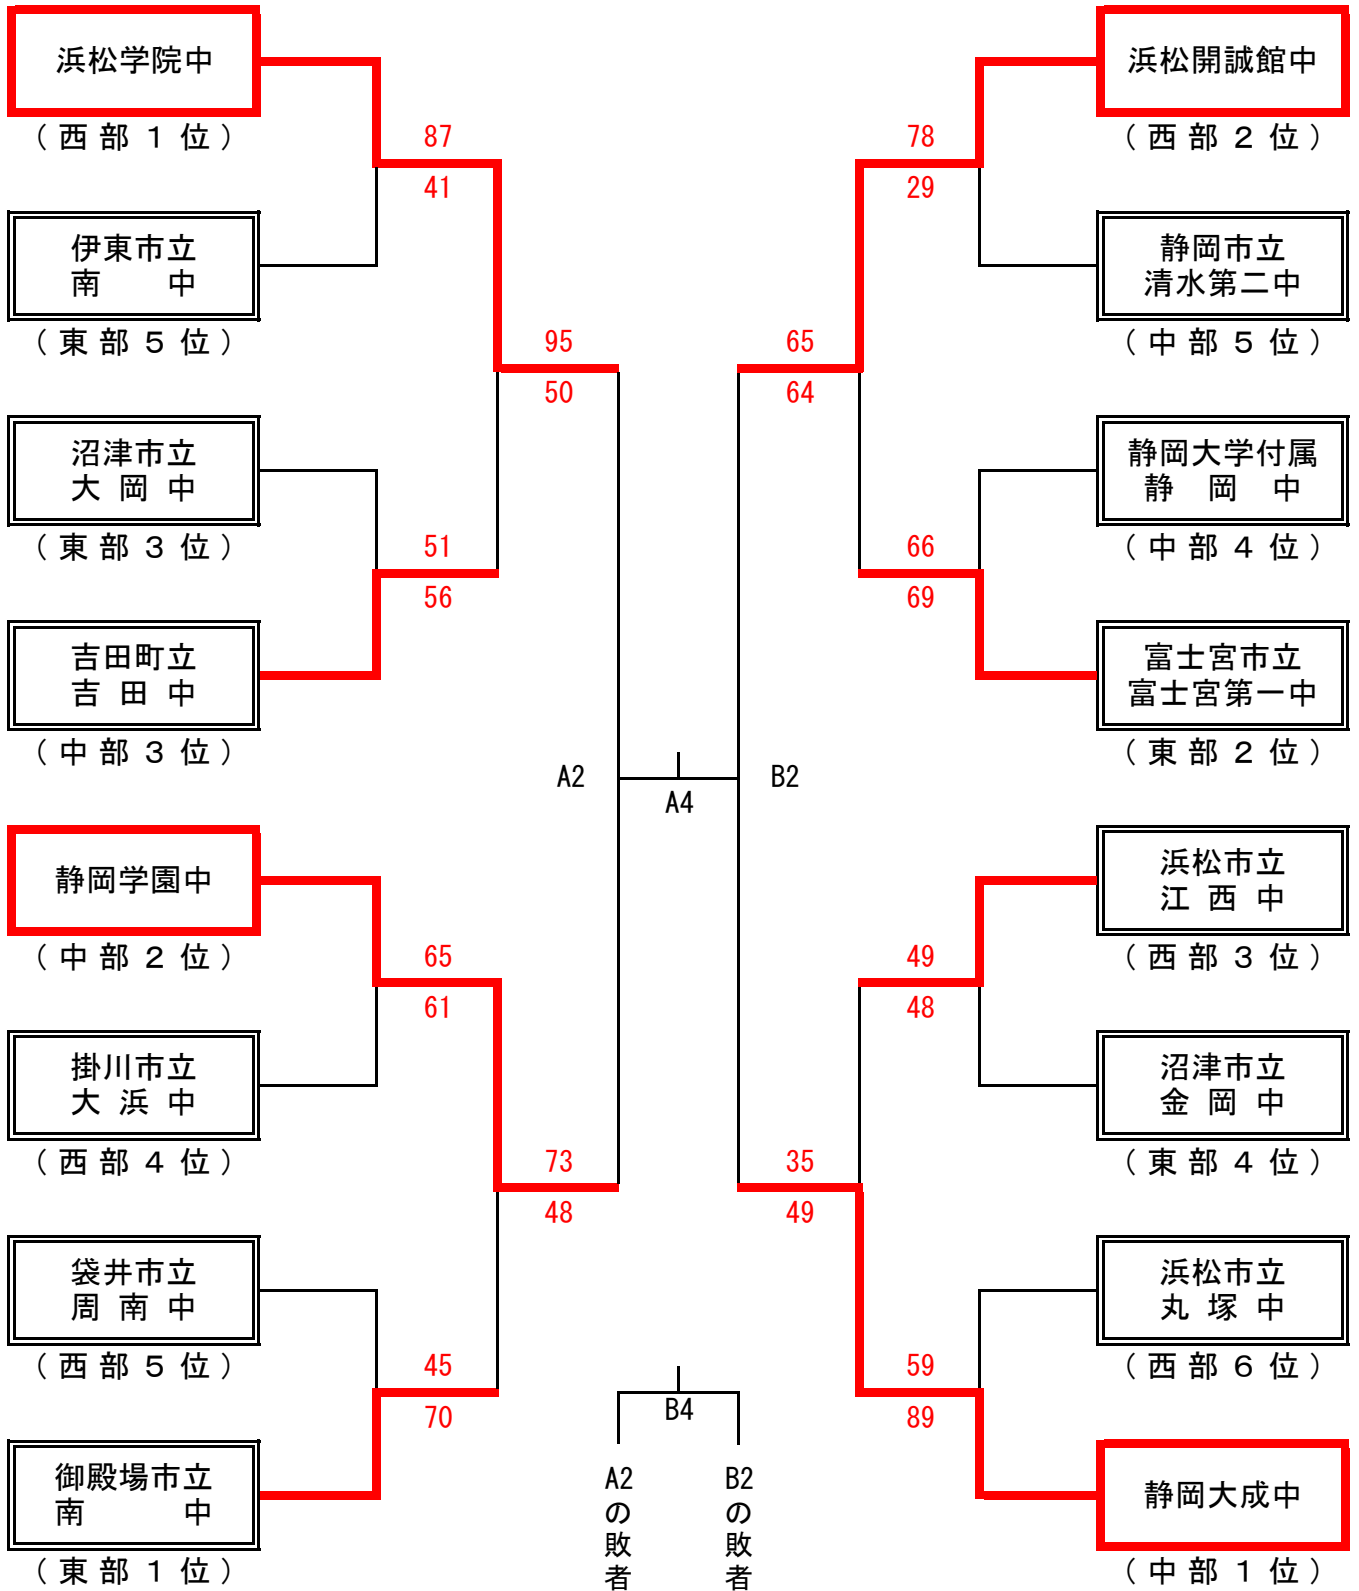 浜松学院中
（西部１位）
87
41
伊東市立
南　　中
（東部５位）
95
50
沼津市立
大岡中
（東部３位）
51
56
吉田町立
吉田中
（中部３位）
A2
A4
静岡学園中
（中部２位）
65
61
掛川市立
大浜中
（西部４位）
73
48
袋井市立
周南中
（西部５位）
45
70
御殿場市立
南　　中
（東部１位）
浜松開誠館中
（西部２位）
78
29
静岡市立
清水第二中
（中部５位）
65
64
静岡大学付属
静　岡　中
（中部４位）
66
69
富士宮市立
富士宮第一中
（東部２位）
B2
浜松市立
江西中
（西部３位）
49
48
沼津市立
金岡中
（東部４位）
35
49
浜松市立
丸塚中
（西部６位）
59
89
静岡大成中
（中部１位）
B4
A2の敗者
B2の敗者